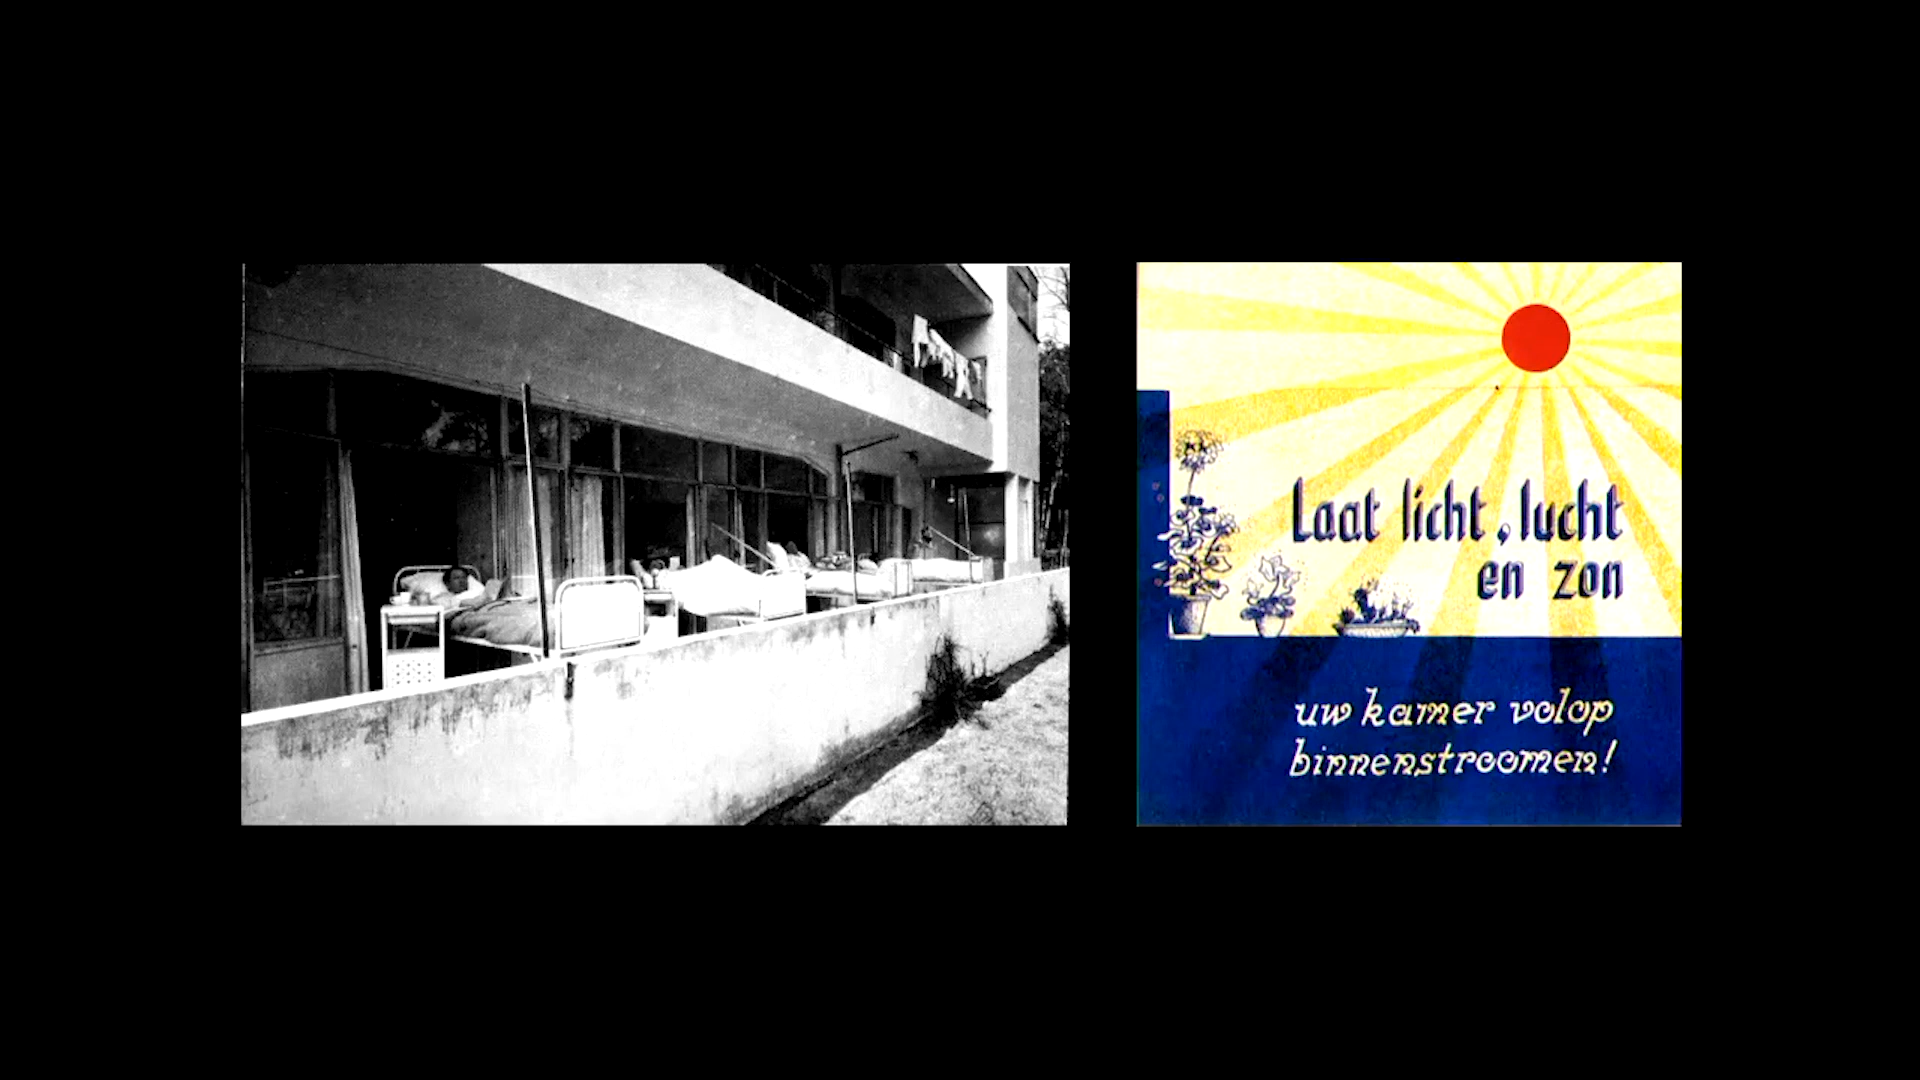 Laat licht, lucht
en zon
uw kamer volop
binnenstroomen!